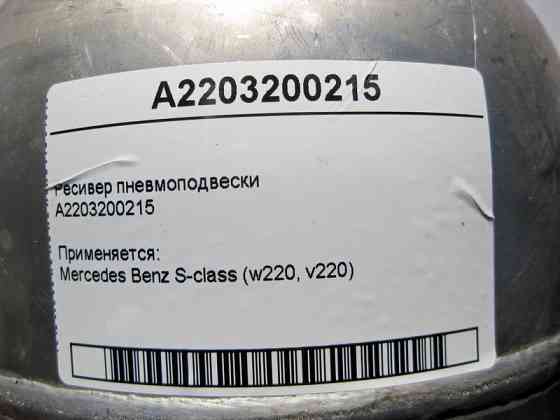 A2203200215
Ресивер пневмоподвески
A2203200215
Применяется:
Mercedes Benz S-class (w220, v220)